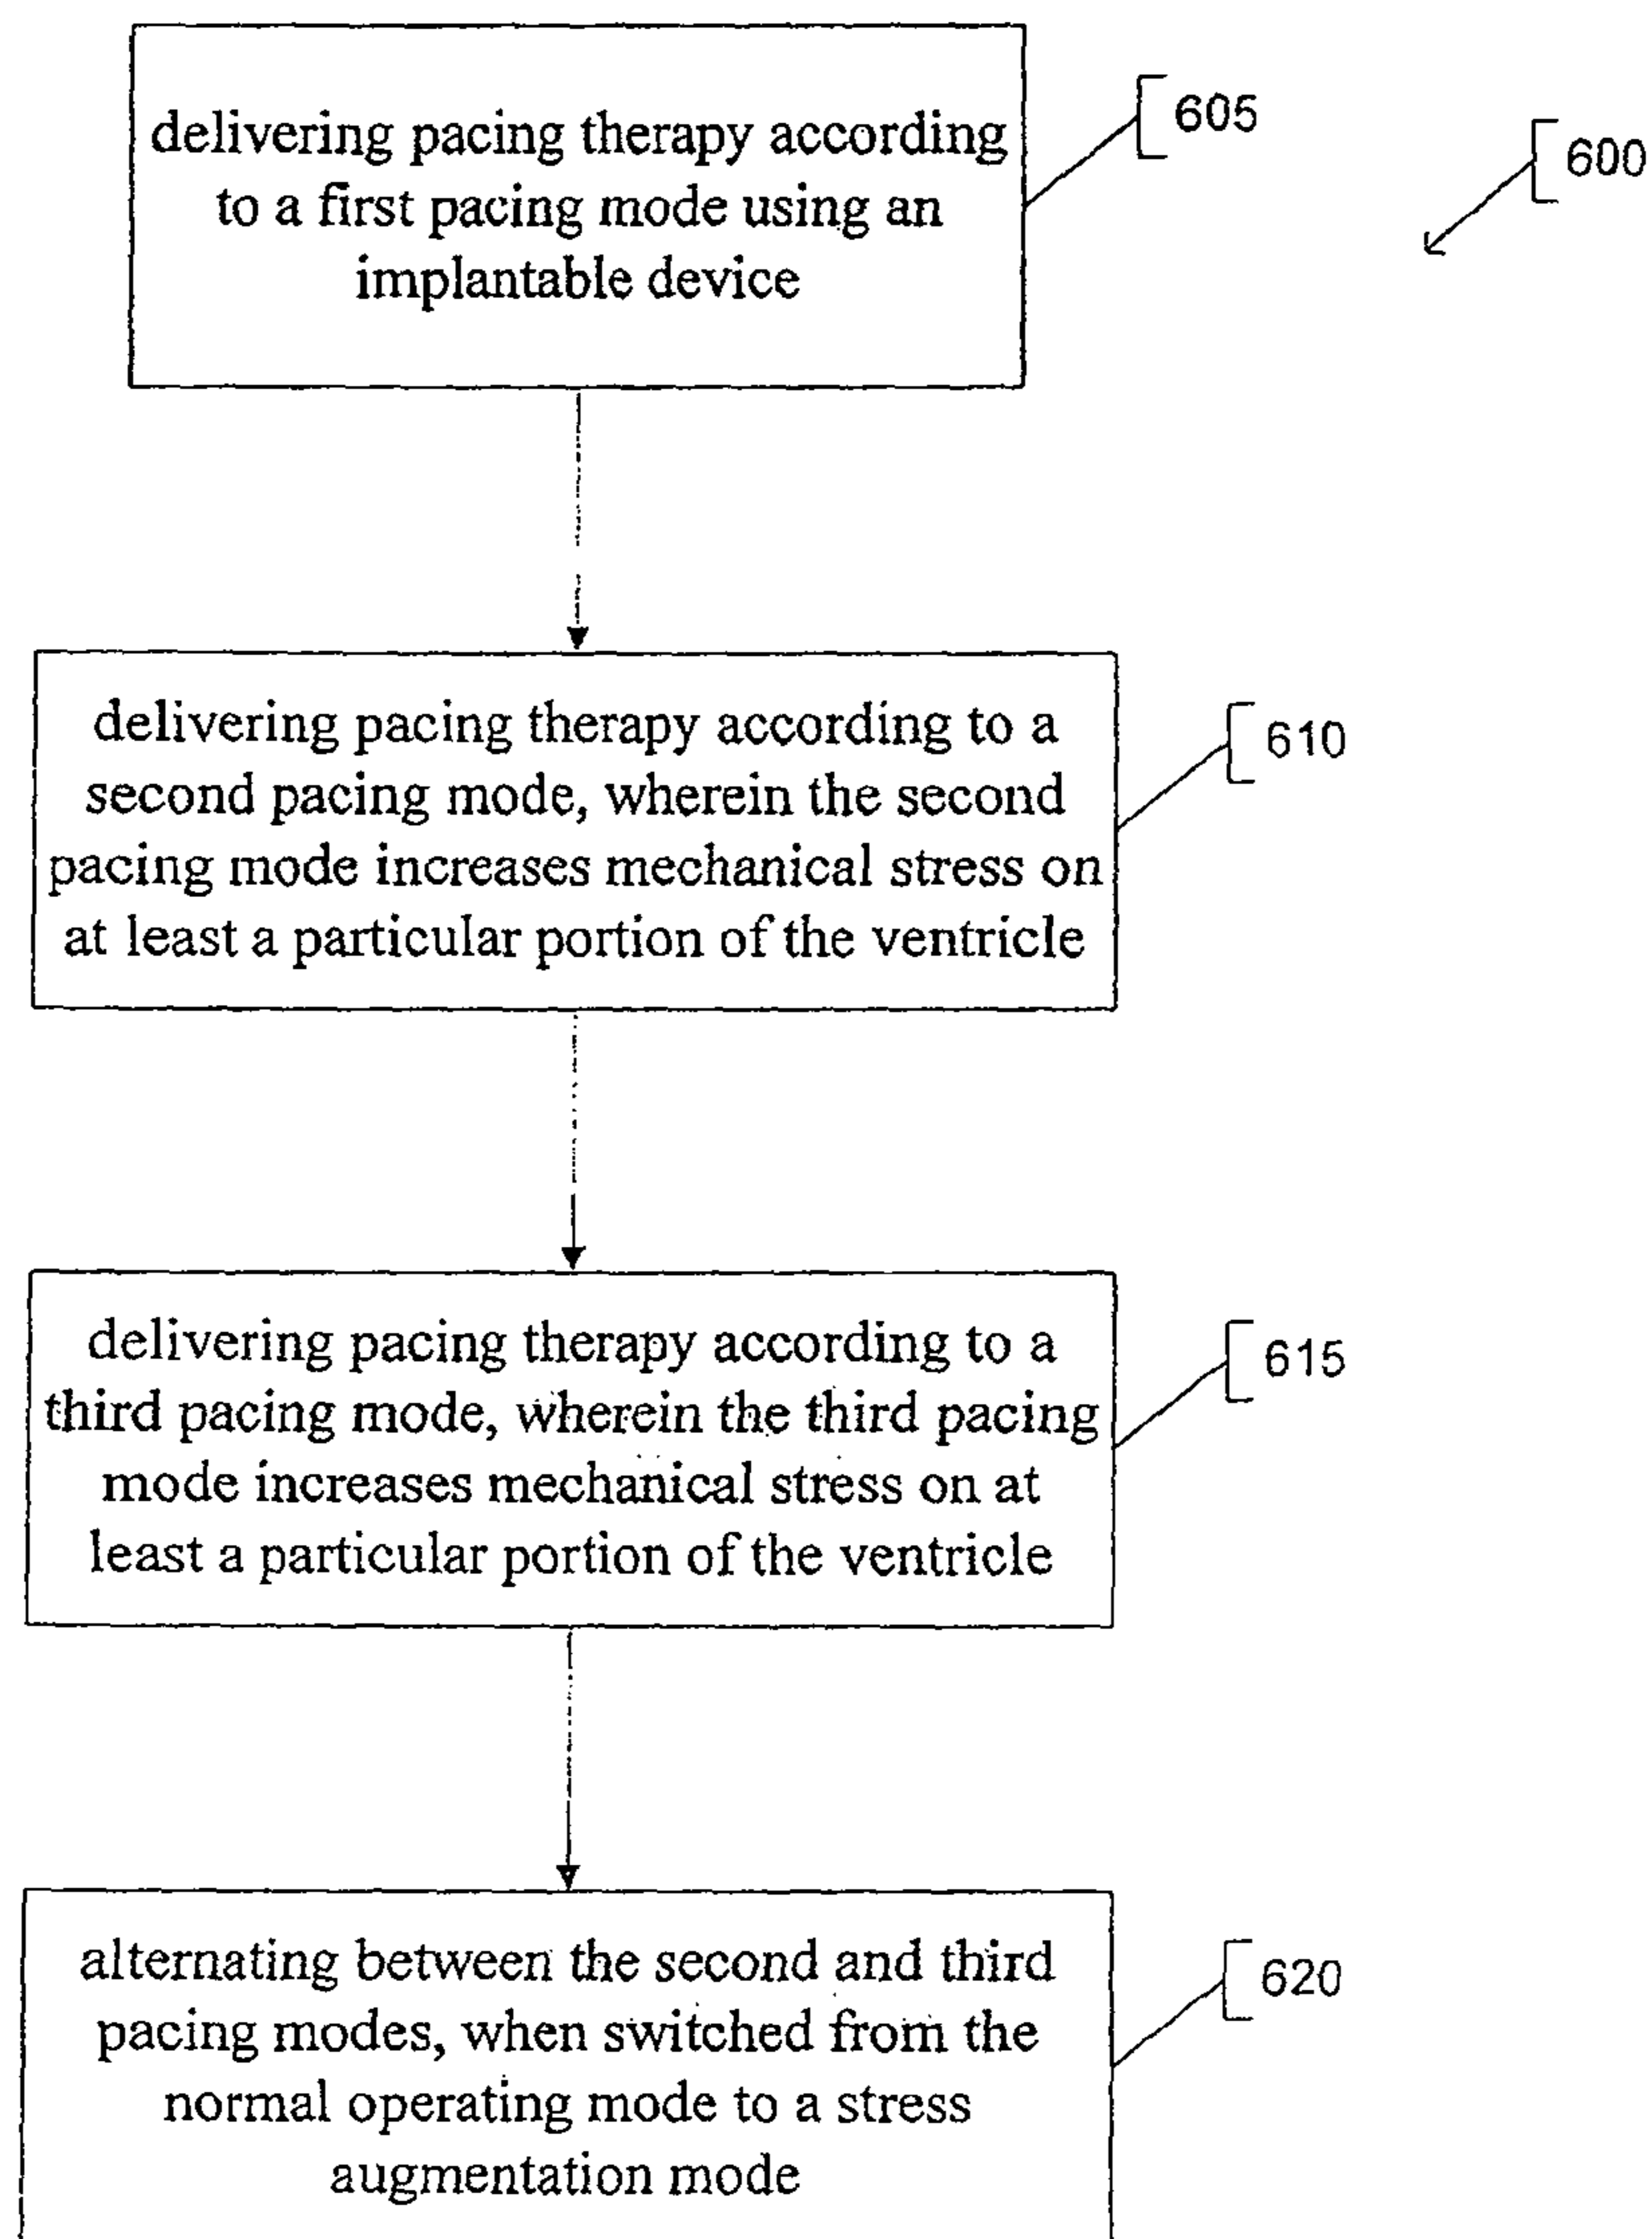 delivering pacing therapy according
to a first pacing mode using an
implantable device
605
600
delivering pacing therapy according to a
second pacing mode, wherein the second
pacing mode increases mechanical stress on
at least a particular portion of the ventricle
610
delivering pacing therapy according to a
third pacing mode, wherein the third pacing
mode increases mechanical stress on at
least a particular portion of the ventricle
615
alternating between the second and third
pacing modes, when switched from the
normal operating mode to a stress
augmentation mode
620